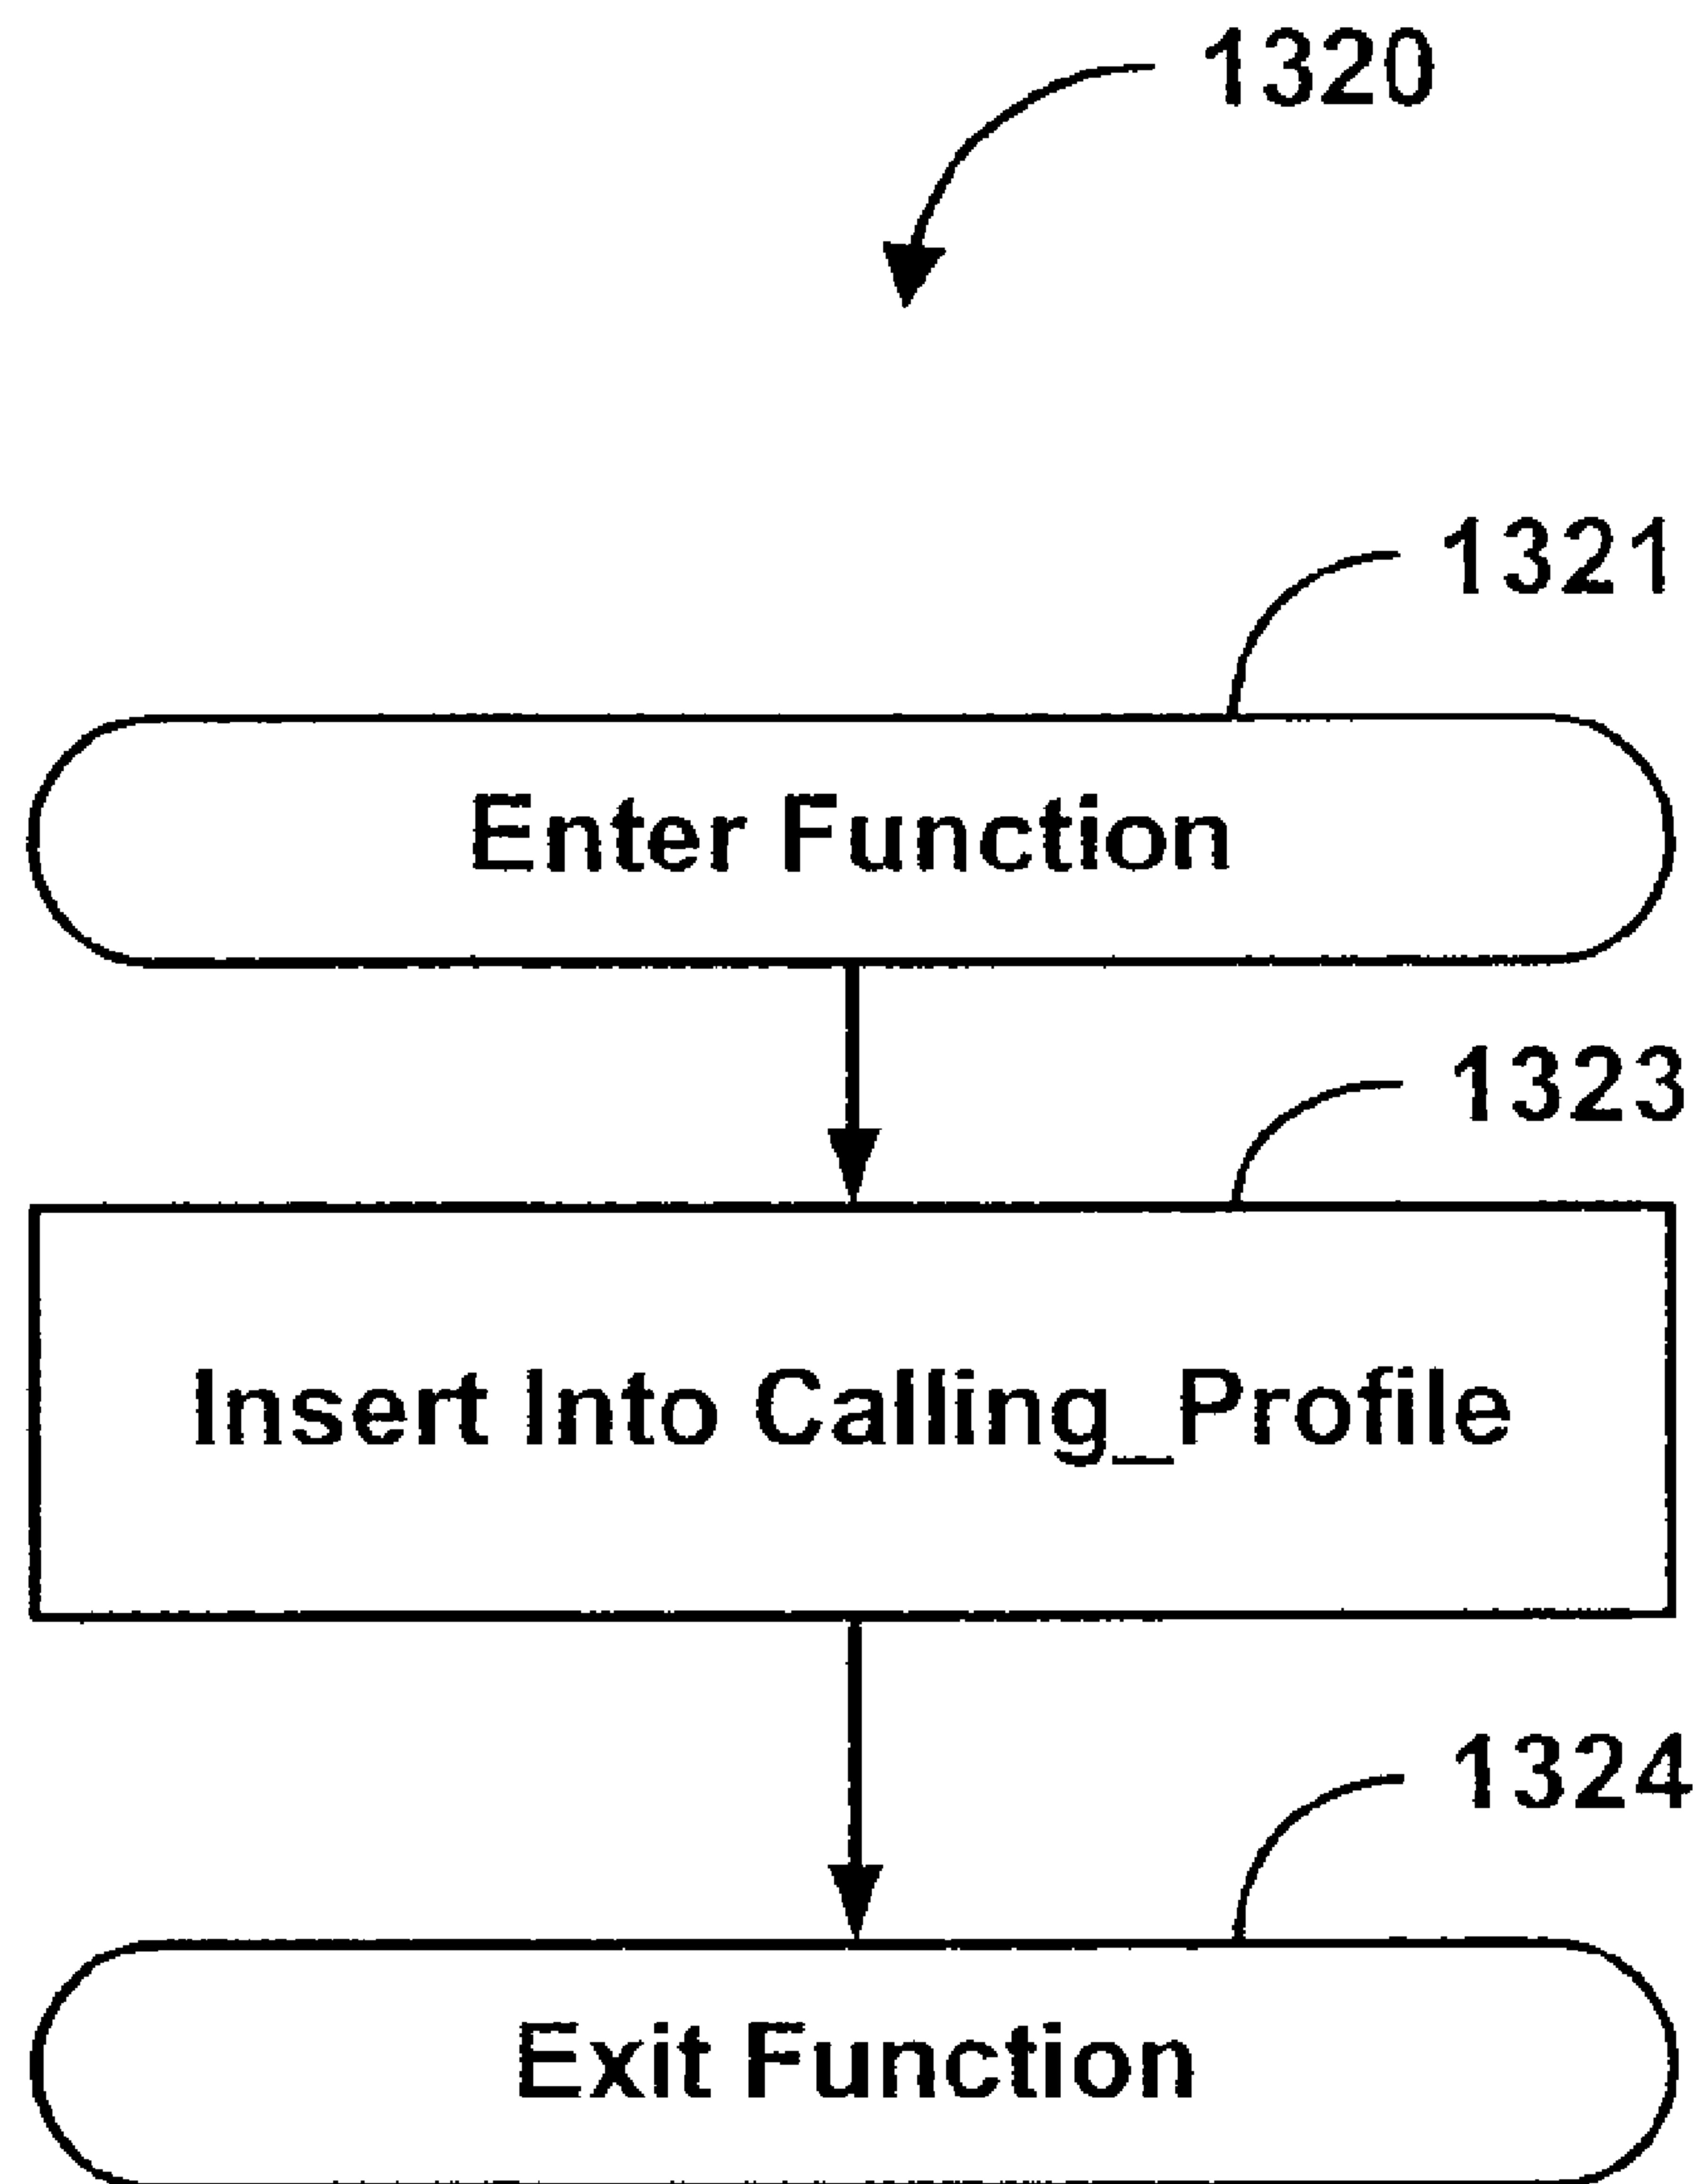 1320
1321
Enter Function
1323
Insert Into Calling_Profile
1324
Exit Function